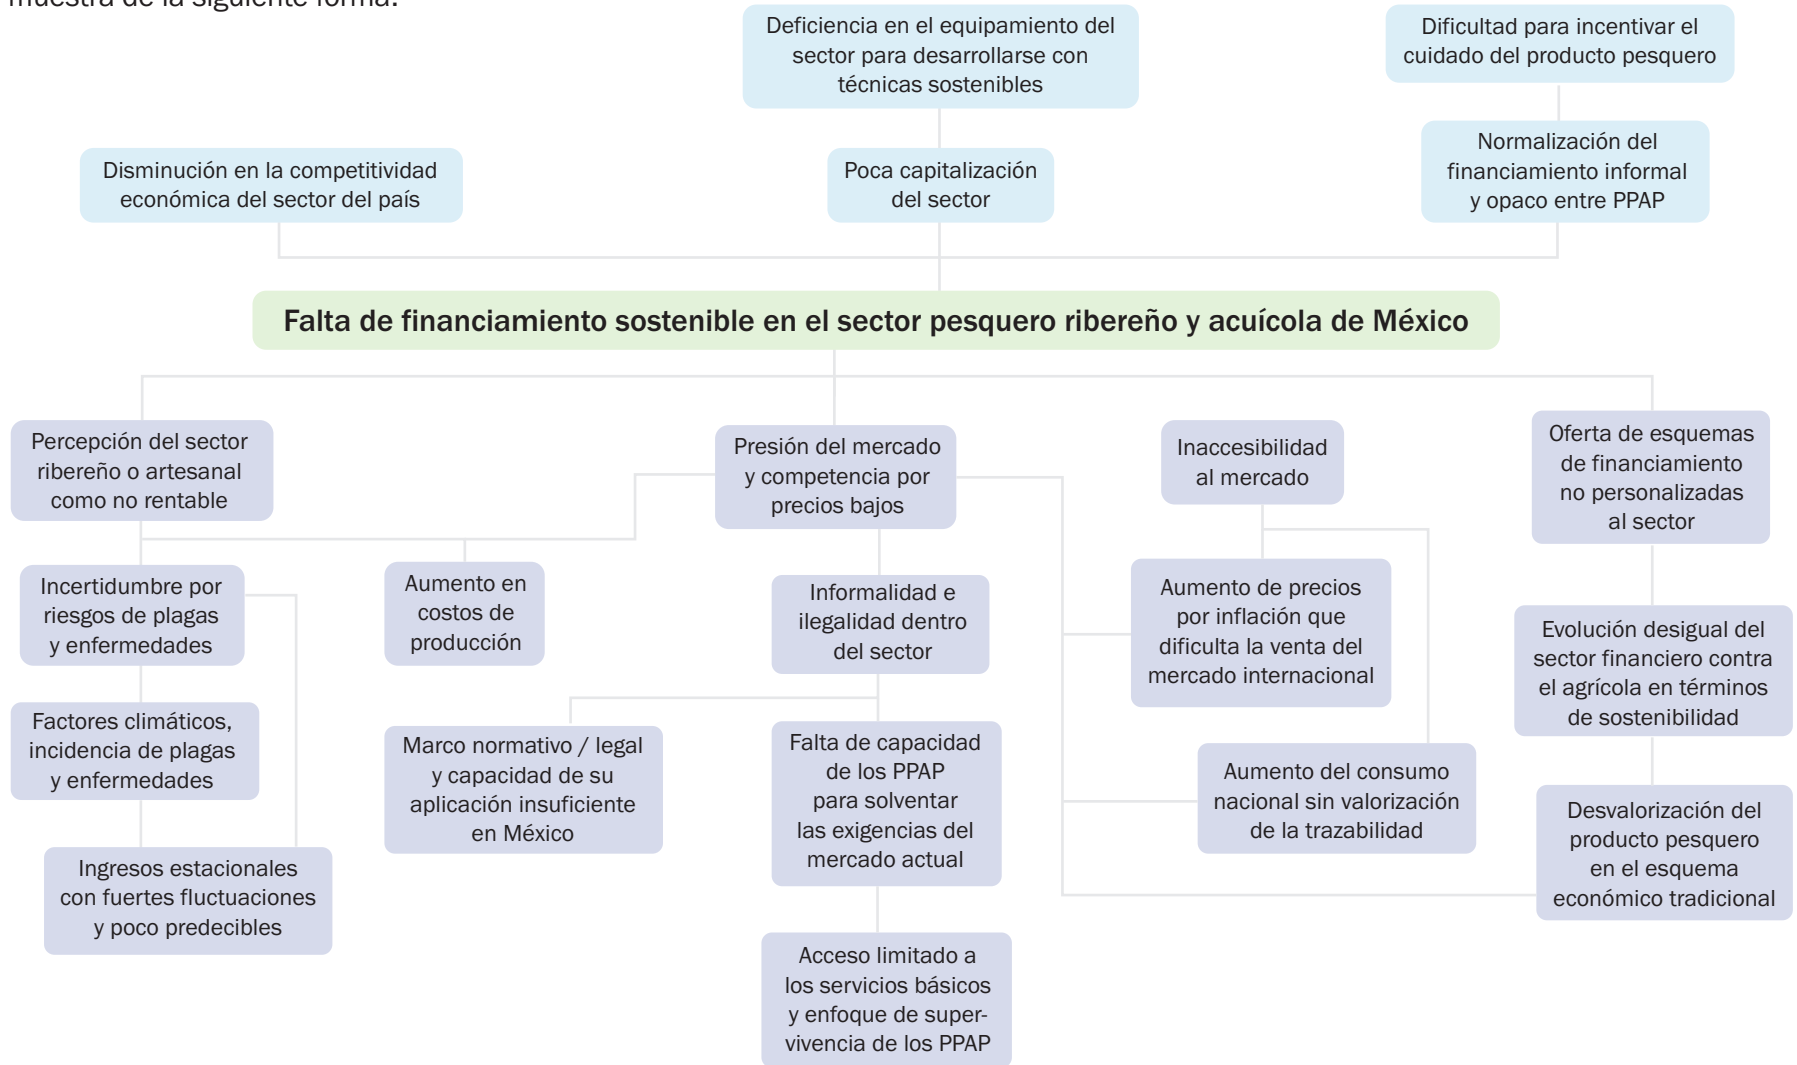 muestra de la siguiente forma:
Deficiencia en el equipamiento del
sector para desarrollarse con
técnicas sostenibles
Dificultad para incentivar el
cuidado del producto pesquero
Disminución en la competitividad
económica del sector del país
Poca capitalización
del sector
Normalización del
financiamiento informal
y opaco entre PPAP
Falta de financiamiento sostenible en el sector pesquero ribereño y acuícola de México
Percepción del sector
ribereño o artesanal
como no rentable
Presión del mercado
y competencia por
precios bajos
Inaccesibilidad
al mercado
Oferta de esquemas
de financiamiento
no personalizadas
al sector
Incertidumbre por
riesgos de plagas
y enfermedades
Aumento en
costos de
producción
Informalidad e
ilegalidad dentro
del sector
Aumento de precios
por inflación que
dificulta la venta del
mercado internacional
Evolución desigual del
sector financiero contra
el agrícola en términos
de sostenibilidad
Factores climáticos,
incidencia de plagas
y enfermedades
Marco normativo / legal
y capacidad de su
aplicación insuficiente
en México
Falta de capacidad
de los PPAP
para solventar
las exigencias del
mercado actual
Aumento del consumo
nacional sin valorización
de la trazabilidad
Desvalorización del
producto pesquero
en el esquema
económico tradicional
Ingresos estacionales
con fuertes fluctuaciones
y poco predecibles
Acceso limitado a
los servicios básicos
y enfoque de super-
vivencia de los PPAP